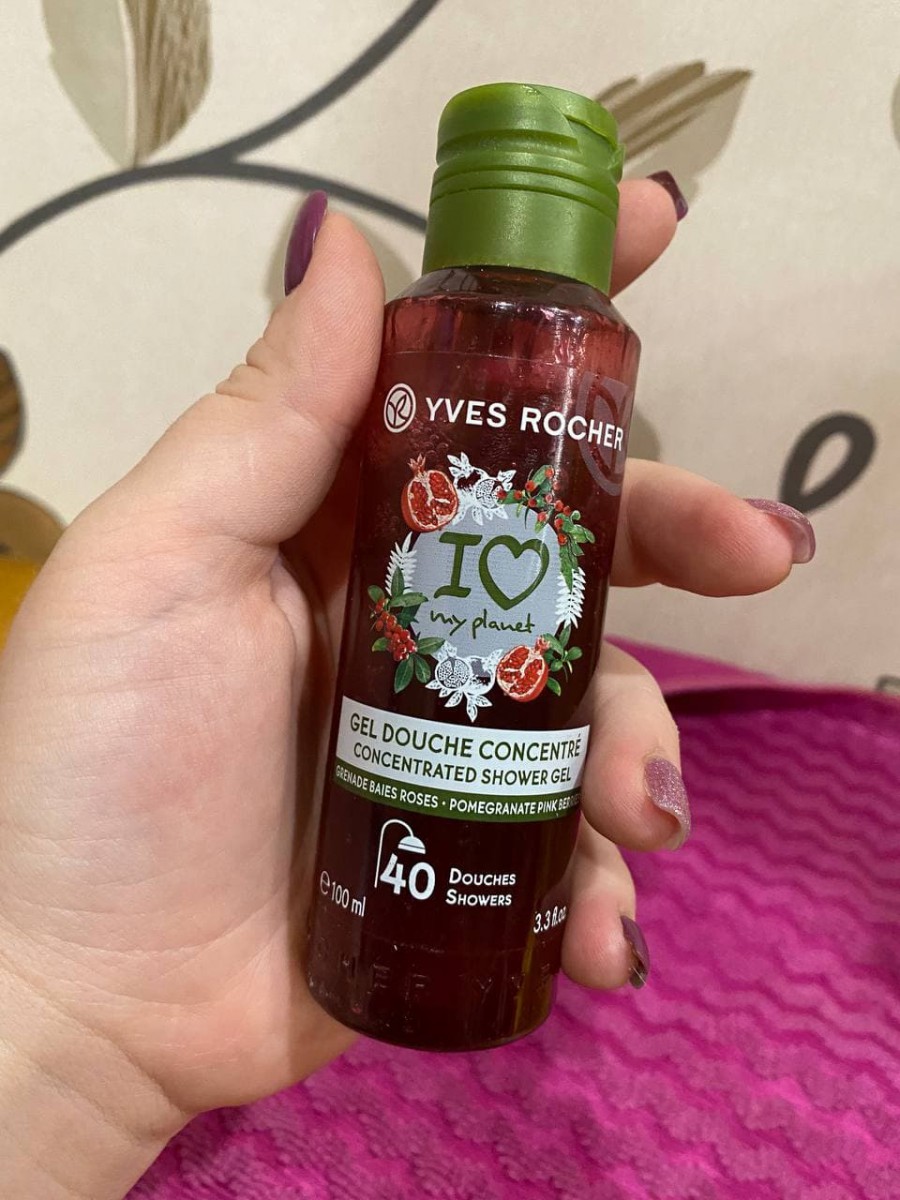 YVES ROCHER
I ♡
my planet
GEL DOUCHE CONCENTRÉ
CONCENTRATED SHOWER GEL
GRENADE BAIES ROSES • POMEGRANATE PINK
40 DOUCHES
SHOWERS
℮100 ml
3.3 fl.oz.